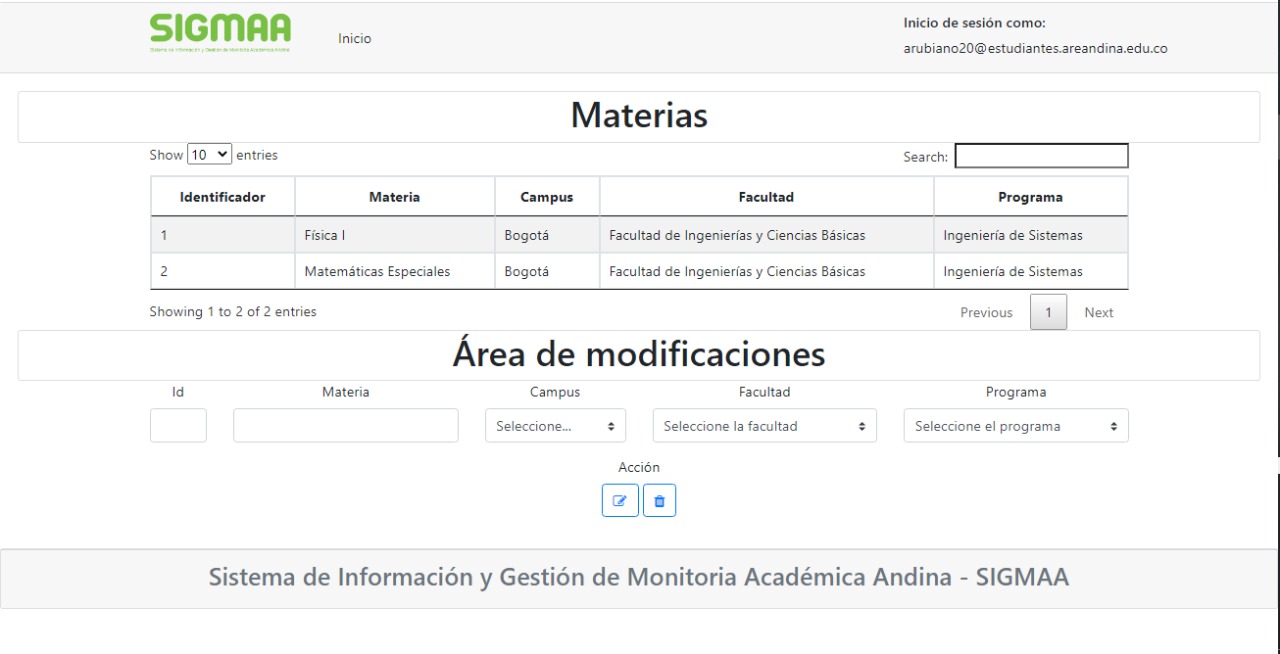 SIGMAA
Sistema de Información y Gestión de Monitoria Académica Andina
Inicio
Inicio de sesión como:
arubiano20@estudiantes.areandina.edu.co
Materias
Show 10 entries
Search:
Identificador Materia Campus Facultad Programa
1 Física I Bogotá Facultad de Ingenierías y Ciencias Básicas Ingeniería de Sistemas
2 Matemáticas Especiales Bogotá Facultad de Ingenierías y Ciencias Básicas Ingeniería de Sistemas
Showing 1 to 2 of 2 entries
Previous 1 Next
Área de modificaciones
Id Materia Campus Facultad Programa
Seleccione... Seleccione la facultad Seleccione el programa
Acción
Sistema de Información y Gestión de Monitoria Académica Andina - SIGMAA